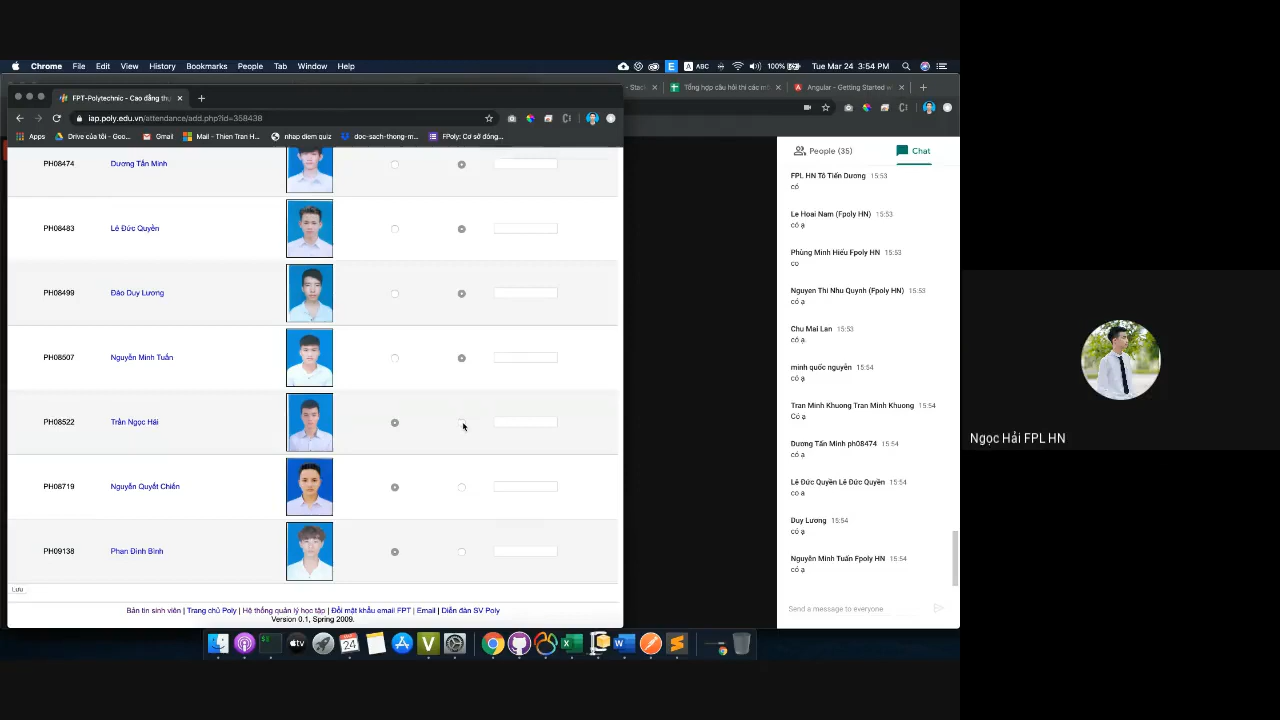 Chrome File Edit View History Bookmarks People Tab Window Help
ABC 100% Tue Mar 24 3:54 PM
FPT-Polytechnic - Cao đẳng thự
Tổng hợp câu hỏi thi các m
Angular - Getting Started w
iap.poly.edu.vn/attendance/add.php?id=358438
Apps Drive của tôi - Goo... Gmail Mail - Thien Tran H... nhap diem quiz doc-sach-thong-m... FPoly: Cơ sở đóng...
PH08474 Dương Tấn Minh
PH08483 Lê Đức Quyền
PH08499 Đào Duy Lương
PH08507 Nguyễn Minh Tuấn
PH08522 Trần Ngọc Hải
PH08719 Nguyễn Quyết Chiến
PH09138 Phan Đình Bình
Lưu
Bản tin sinh viên | Trang chủ Poly | Hệ thống quản lý học tập | Đổi mật khẩu email FPT | Email | Diễn đàn SV Poly
Version 0.1, Spring 2009.
People (35) Chat
FPL HN Tô Tiến Dương 15:53
có
Le Hoai Nam (Fpoly HN) 15:53
có ạ
Phùng Minh Hiếu FPoly HN 15:53
co
Nguyen Thi Nhu Quynh (Fpoly HN) 15:53
có ạ
Chu Mai Lan 15:53
có ạ
minh quốc nguyên 15:54
có ạ
Tran Minh Khuong Tran Minh Khuong 15:54
Có ạ
Dương Tấn Minh ph08474 15:54
có ạ
Lê Đức Quyền Lê Đức Quyền 15:54
co a
Duy Lương 15:54
có ạ
Nguyễn Minh Tuấn Fpoly HN 15:54
có ạ
Send a message to everyone
Ngọc Hải FPL HN
24